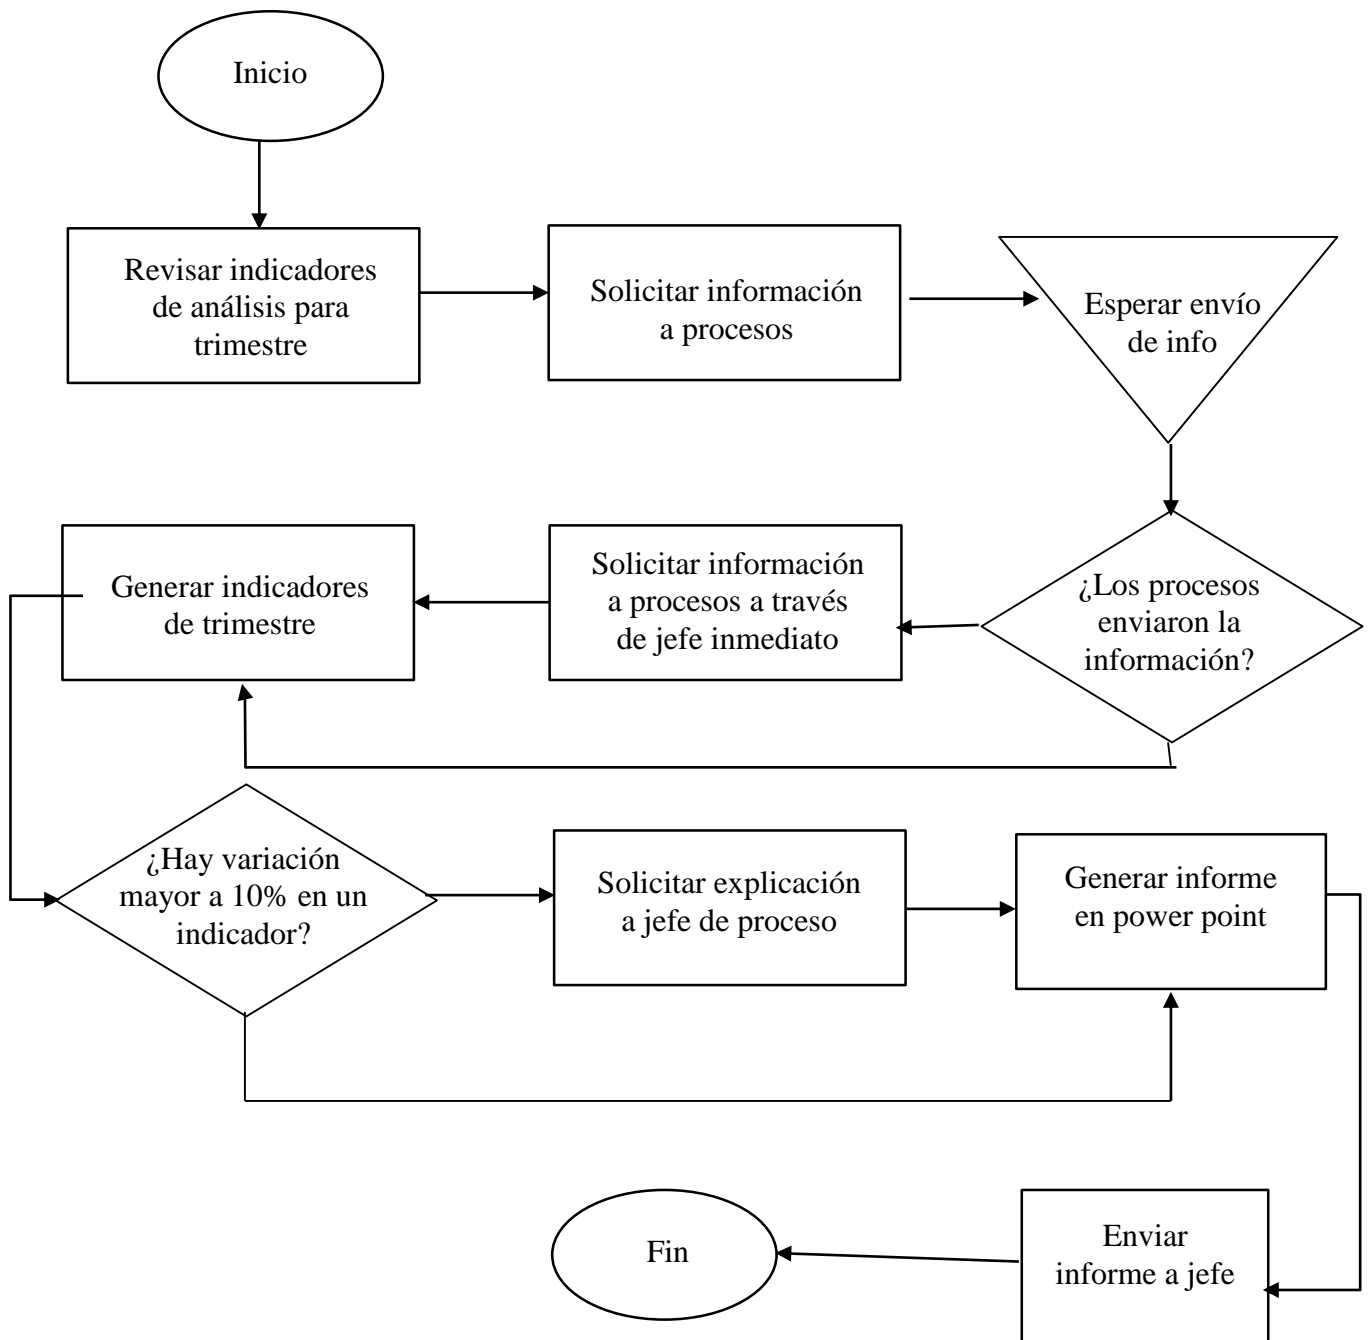 Inicio
Revisar indicadores
de análisis para
trimestre
Solicitar información
a procesos
Esperar envío
de info
Generar indicadores
de trimestre
Solicitar información
a procesos a través
de jefe inmediato
¿Los procesos
enviaron la
información?
¿Hay variación
mayor a 10% en un
indicador?
Solicitar explicación
a jefe de proceso
Generar informe
en power point
Fin
Enviar
informe a jefe